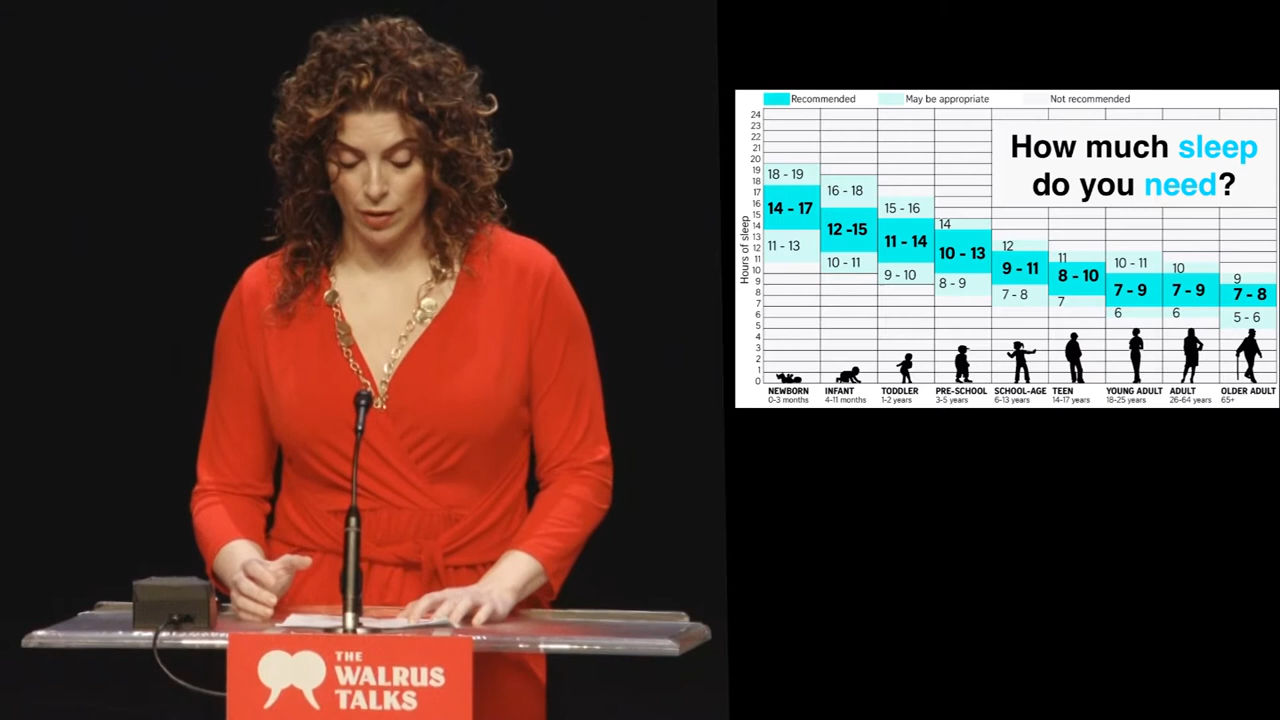 THE
WALRUS
TALKS
Recommended May be appropriate Not recommended
How much sleep
do you need?
Hours of sleep
24
23
22
21
20
19
18
17
16
15
14
13
12
11
10
9
8
7
6
5
4
3
2
1
0
18 - 19
14 - 17
11 - 13
16 - 18
12 -15
10 - 11
15 - 16
11 - 14
9 - 10
14
10 - 13
8 - 9
12
9 - 11
7 - 8
11
8 - 10
7
10 - 11
7 - 9
6
10
7 - 9
6
9
7 - 8
5 - 6
NEWBORN INFANT TODDLER PRE-SCHOOL SCHOOL-AGE TEEN YOUNG ADULT ADULT OLDER ADULT
0-3 months 4-11 months 1-2 years 3-5 years 6-13 years 14-17 years 18-25 years 26-64 years 65+